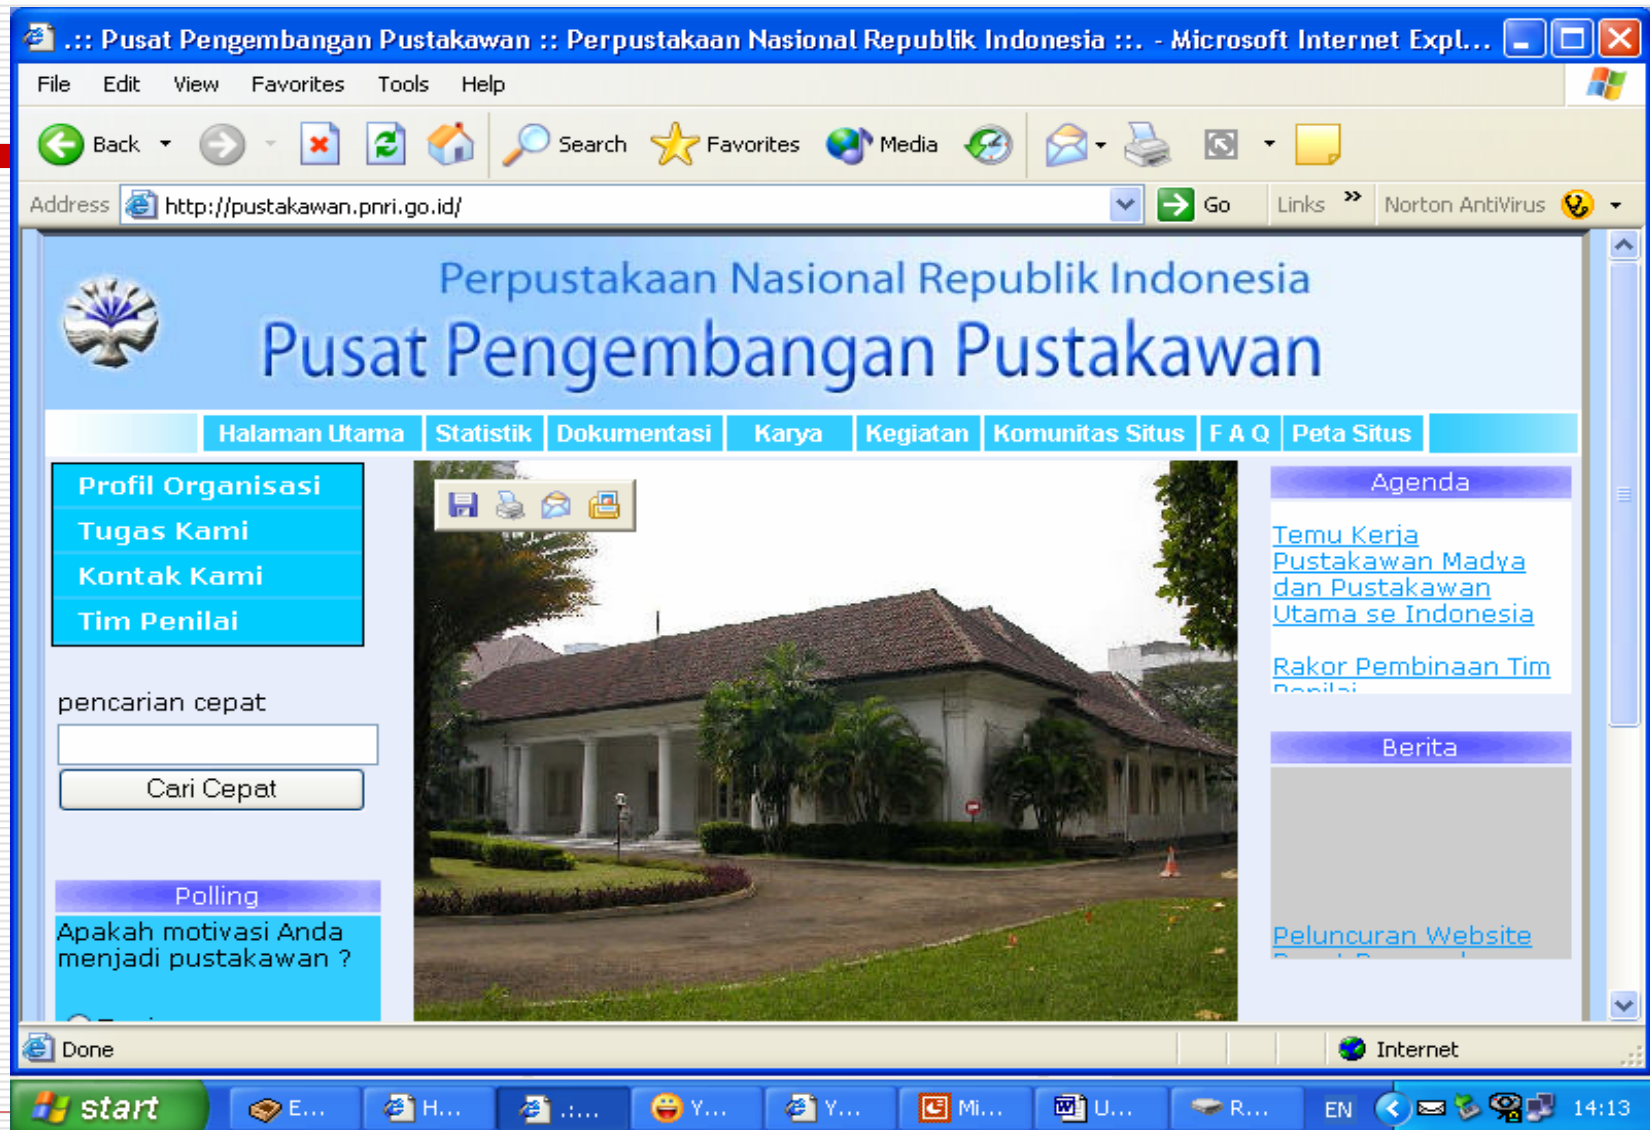 .:: Pusat Pengembangan Pustakawan :: Perpustakaan Nasional Republik Indonesia ::. - Microsoft Internet Expl...
File Edit View Favorites Tools Help
Back Search Favorites Media
Address http://pustakawan.pnri.go.id/ Go Links » Norton AntiVirus
Perpustakaan Nasional Republik Indonesia
Pusat Pengembangan Pustakawan
Halaman Utama Statistik Dokumentasi Karya Kegiatan Komunitas Situs F A Q Peta Situs
Profil Organisasi
Tugas Kami
Kontak Kami
Tim Penilai
pencarian cepat
Cari Cepat
Polling
Apakah motivasi Anda
menjadi pustakawan ?
Agenda
Temu Kerja
Pustakawan Madya
dan Pustakawan
Utama se Indonesia
Rakor Pembinaan Tim
Penilai
Berita
Peluncuran Website
Done Internet
start E... H... .:... Y... Y... Mi... U... R... EN 14:13